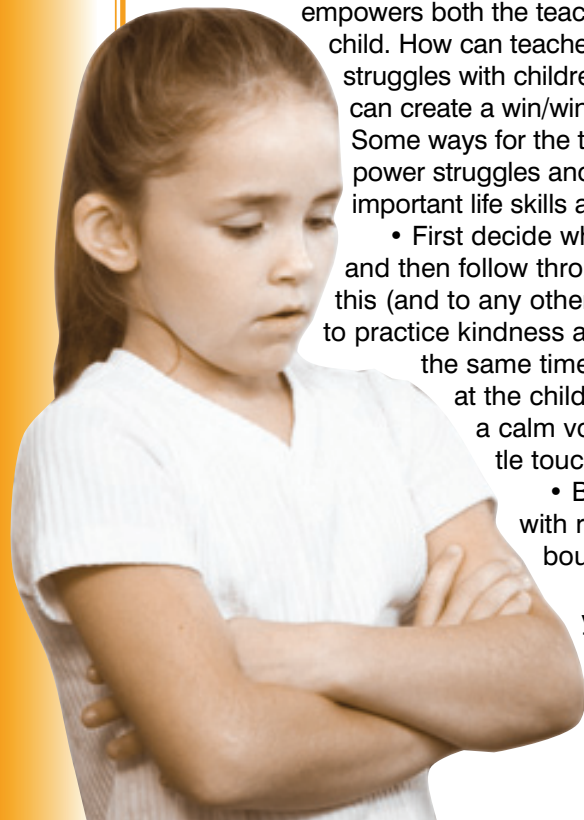 empowers both the teac
child. How can teache
struggles with childre
can create a win/win
Some ways for the t
power struggles and
important life skills a
• First decide wh
and then follow thro
this (and to any other
to practice kindness a
the same time
at the child
a calm vo
tle touc
• B
with r
bou
y